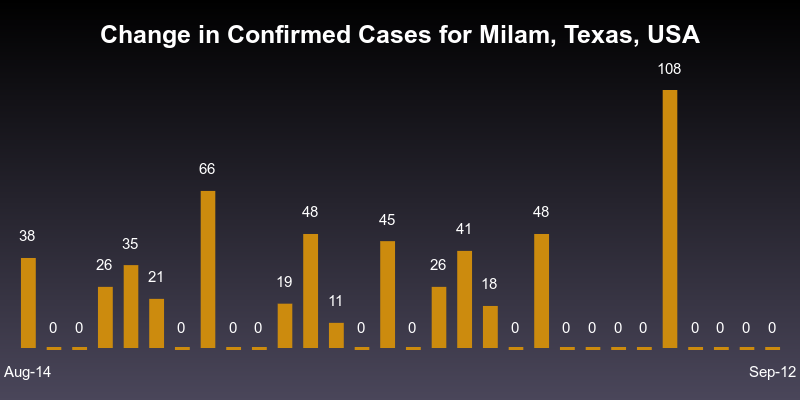 Change in Confirmed Cases for Milam, Texas, USA
38 0 0 26 35 21 0 66 0 0 19 48 11 0 45 0 26 41 18 0 48 0 0 0 0 108 0 0 0 0
Aug-14 Sep-12